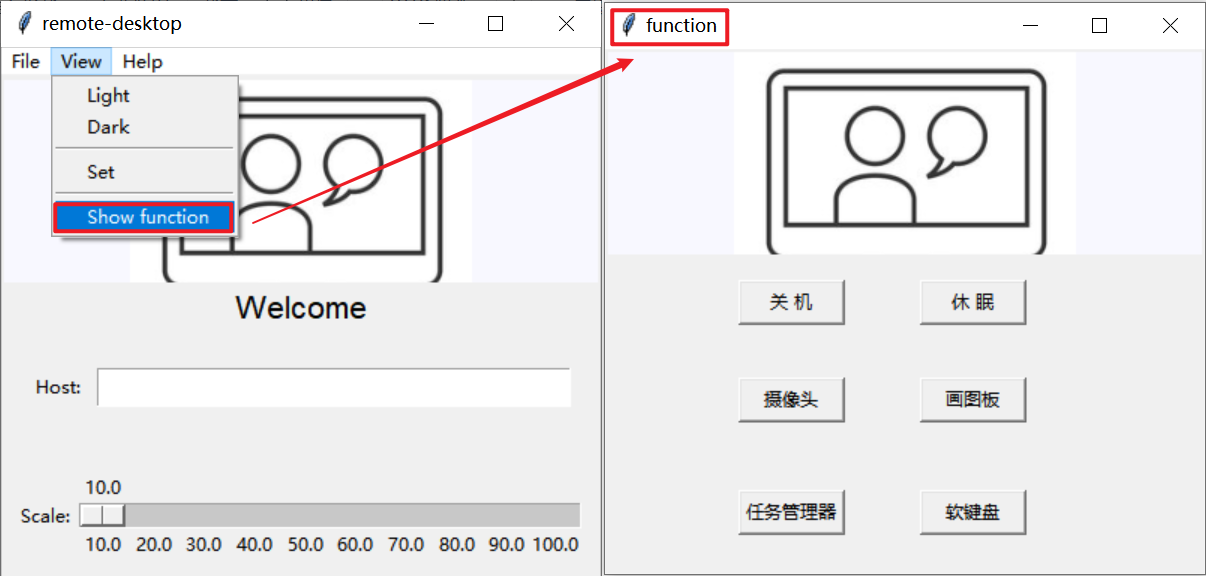 remote-desktop
File View Help
Light
Dark
Set
Show function
Welcome
Host:
10.0
Scale:
10.0 20.0 30.0 40.0 50.0 60.0 70.0 80.0 90.0 100.0
function
关 机 休 眠
摄像头 画图板
任务管理器 软键盘